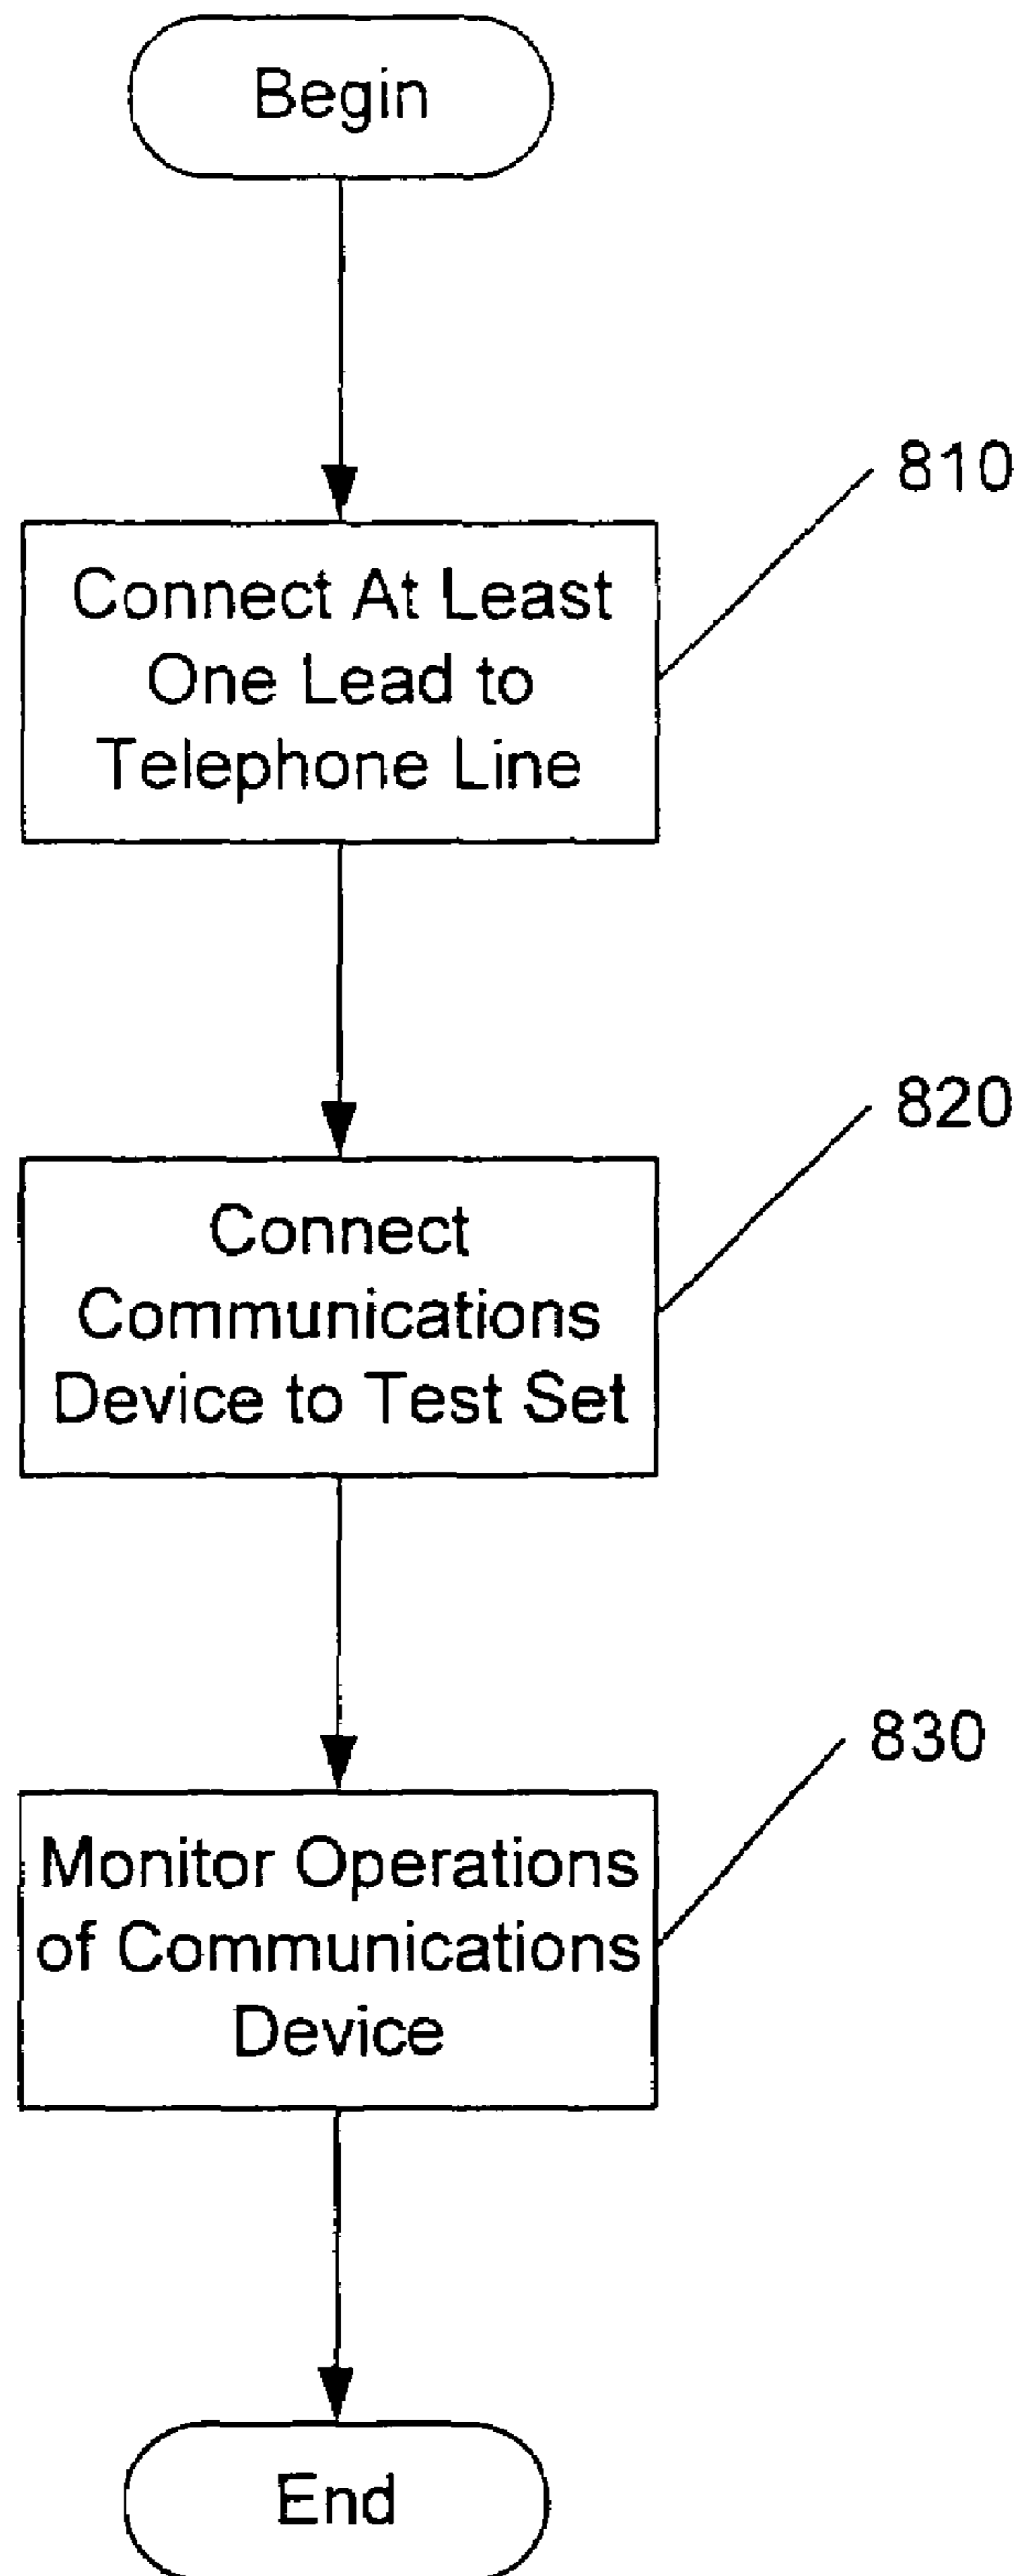 Begin
810
Connect At Least
One Lead to
Telephone Line
820
Connect
Communications
Device to Test Set
830
Monitor Operations
of Communications
Device
End